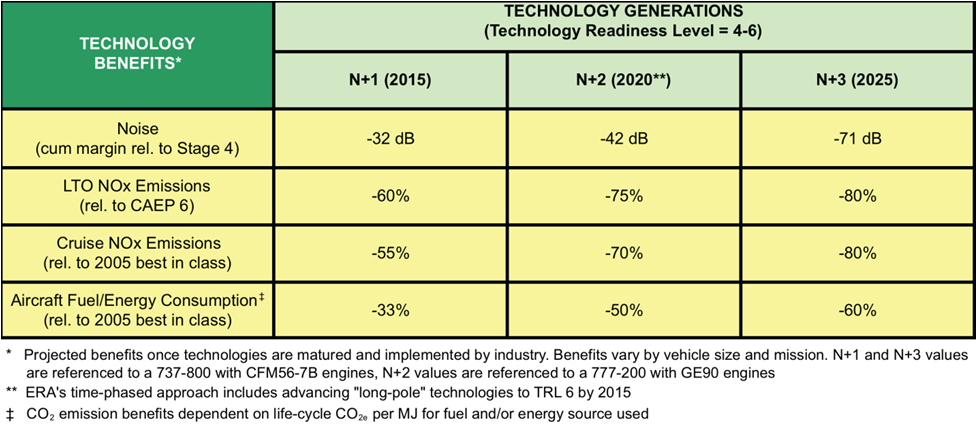 TECHNOLOGY
BENEFITS*
TECHNOLOGY GENERATIONS
(Technology Readiness Level = 4-6)
N+1 (2015)
N+2 (2020**)
N+3 (2025)
Noise
(cum margin rel. to Stage 4)
-32 dB
-42 dB
-71 dB
LTO NOx Emissions
(rel. to CAEP 6)
-60%
-75%
-80%
Cruise NOx Emissions
(rel. to 2005 best in class)
-55%
-70%
-80%
Aircraft Fuel/Energy Consumption‡
(rel. to 2005 best in class)
-33%
-50%
-60%
* Projected benefits once technologies are matured and implemented by industry. Benefits vary by vehicle size and mission. N+1 and N+3 values
are referenced to a 737-800 with CFM56-7B engines, N+2 values are referenced to a 777-200 with GE90 engines
** ERA's time-phased approach includes advancing "long-pole" technologies to TRL 6 by 2015
‡ CO₂ emission benefits dependent on life-cycle CO₂ₑ per MJ for fuel and/or energy source used